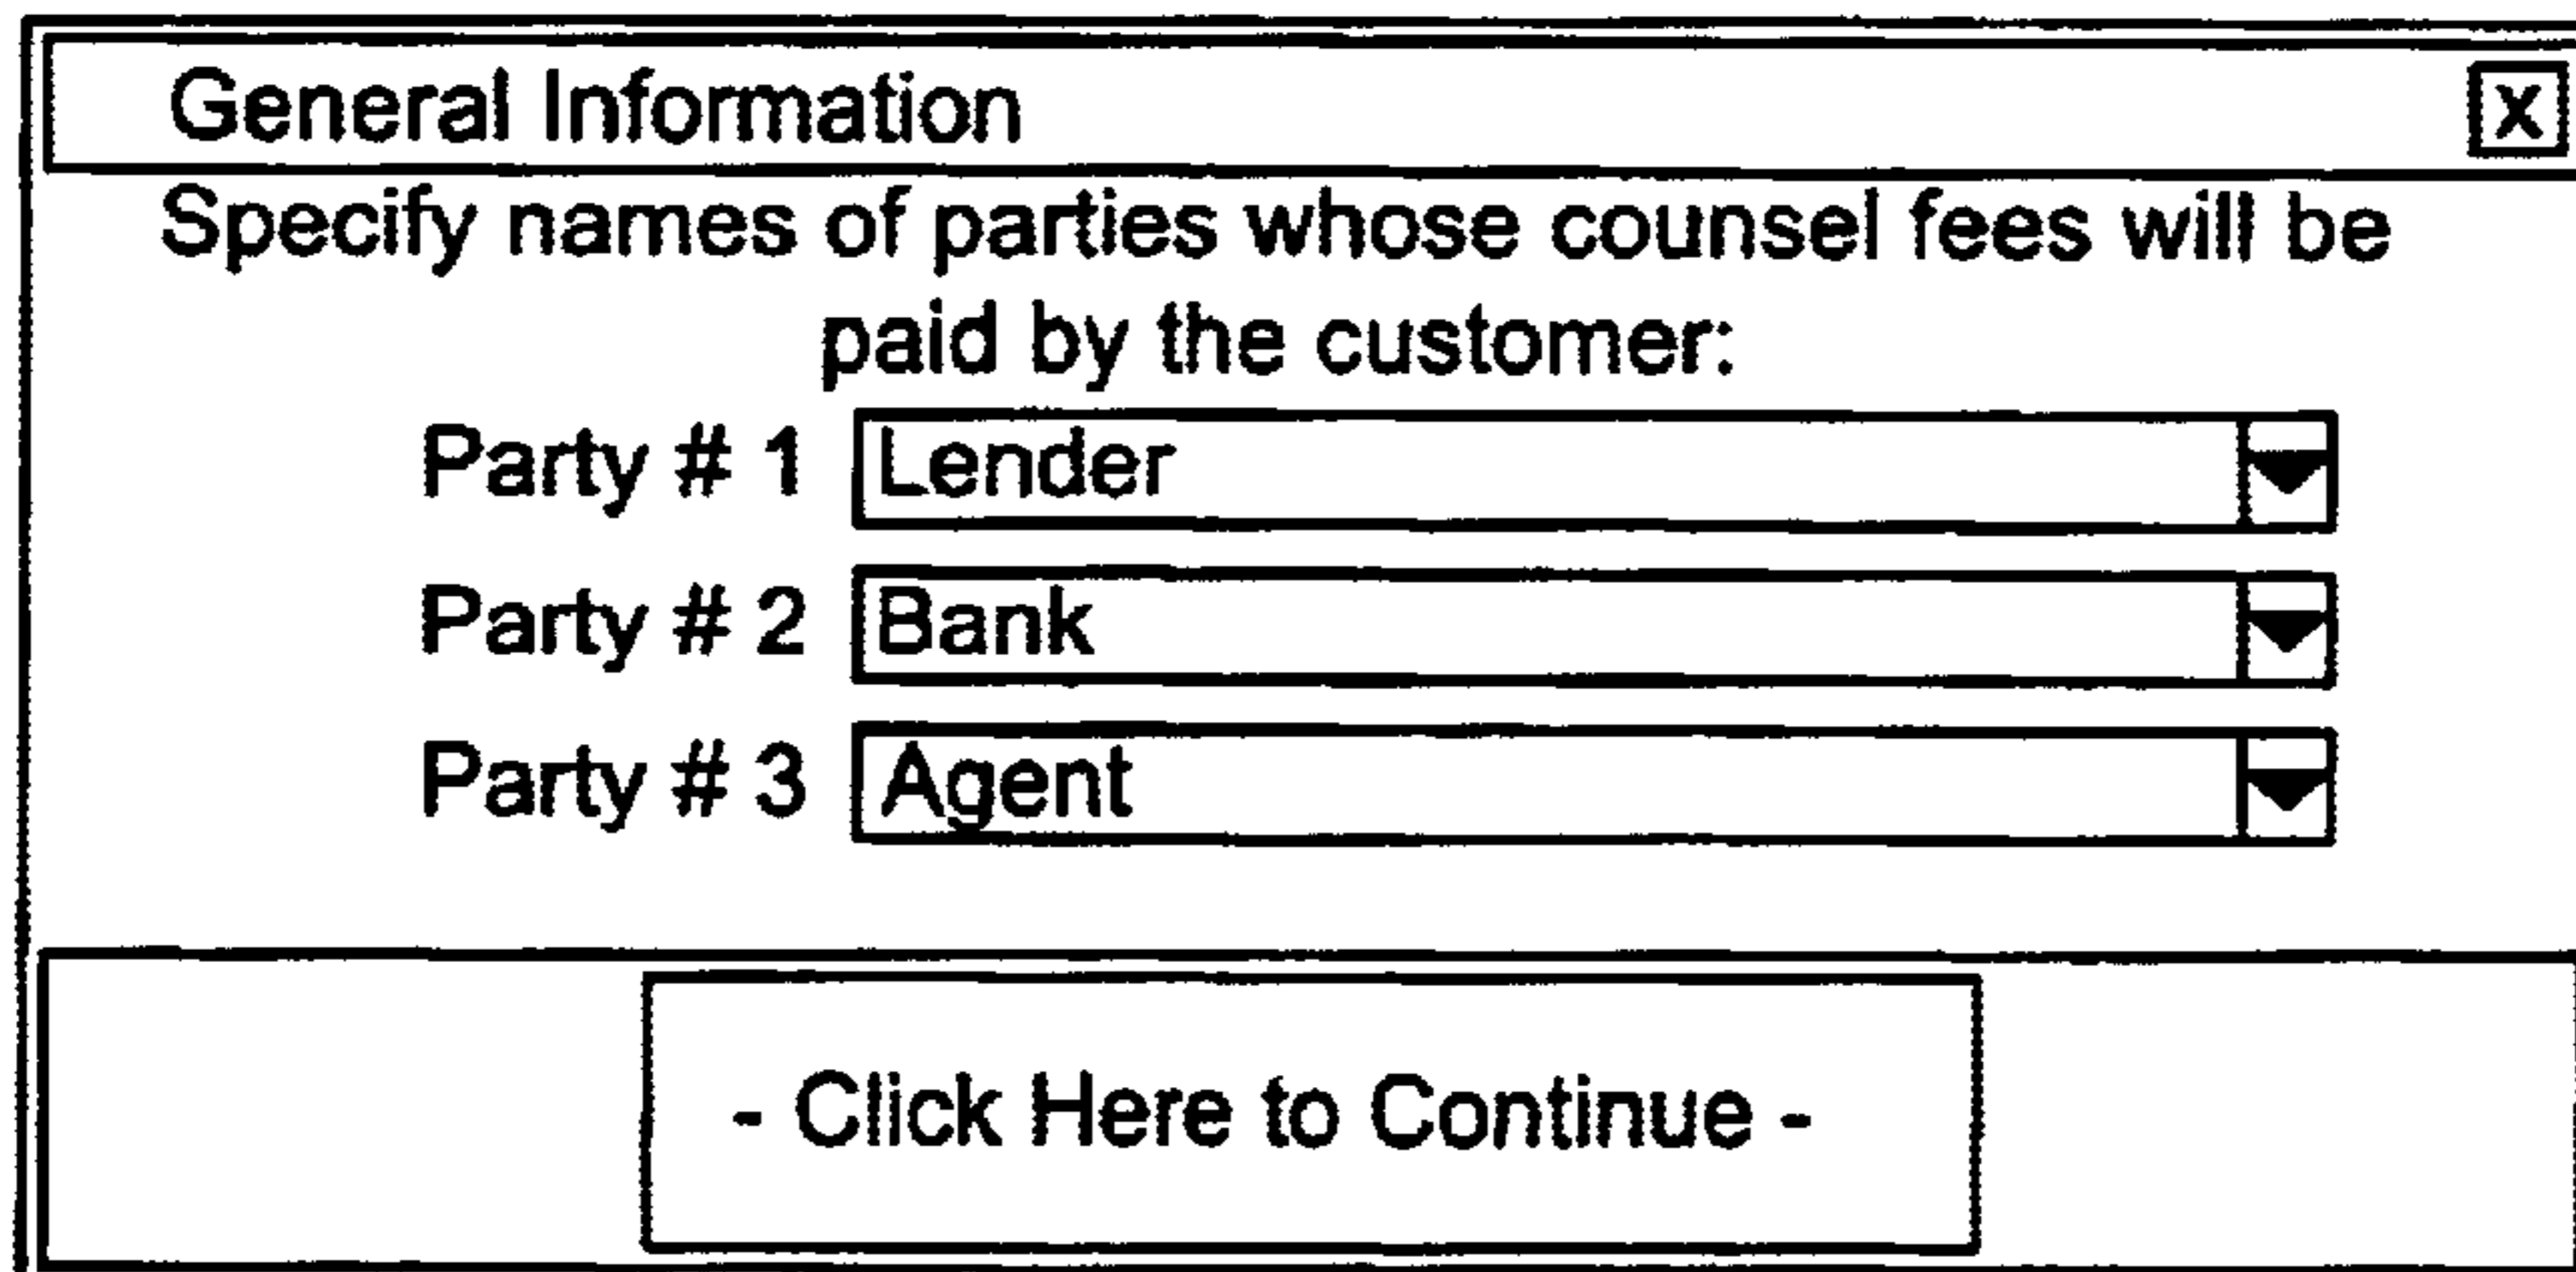 General Information X
Specify names of parties whose counsel fees will be
paid by the customer:
Party # 1 Lender
Party # 2 Bank
Party # 3 Agent
- Click Here to Continue -